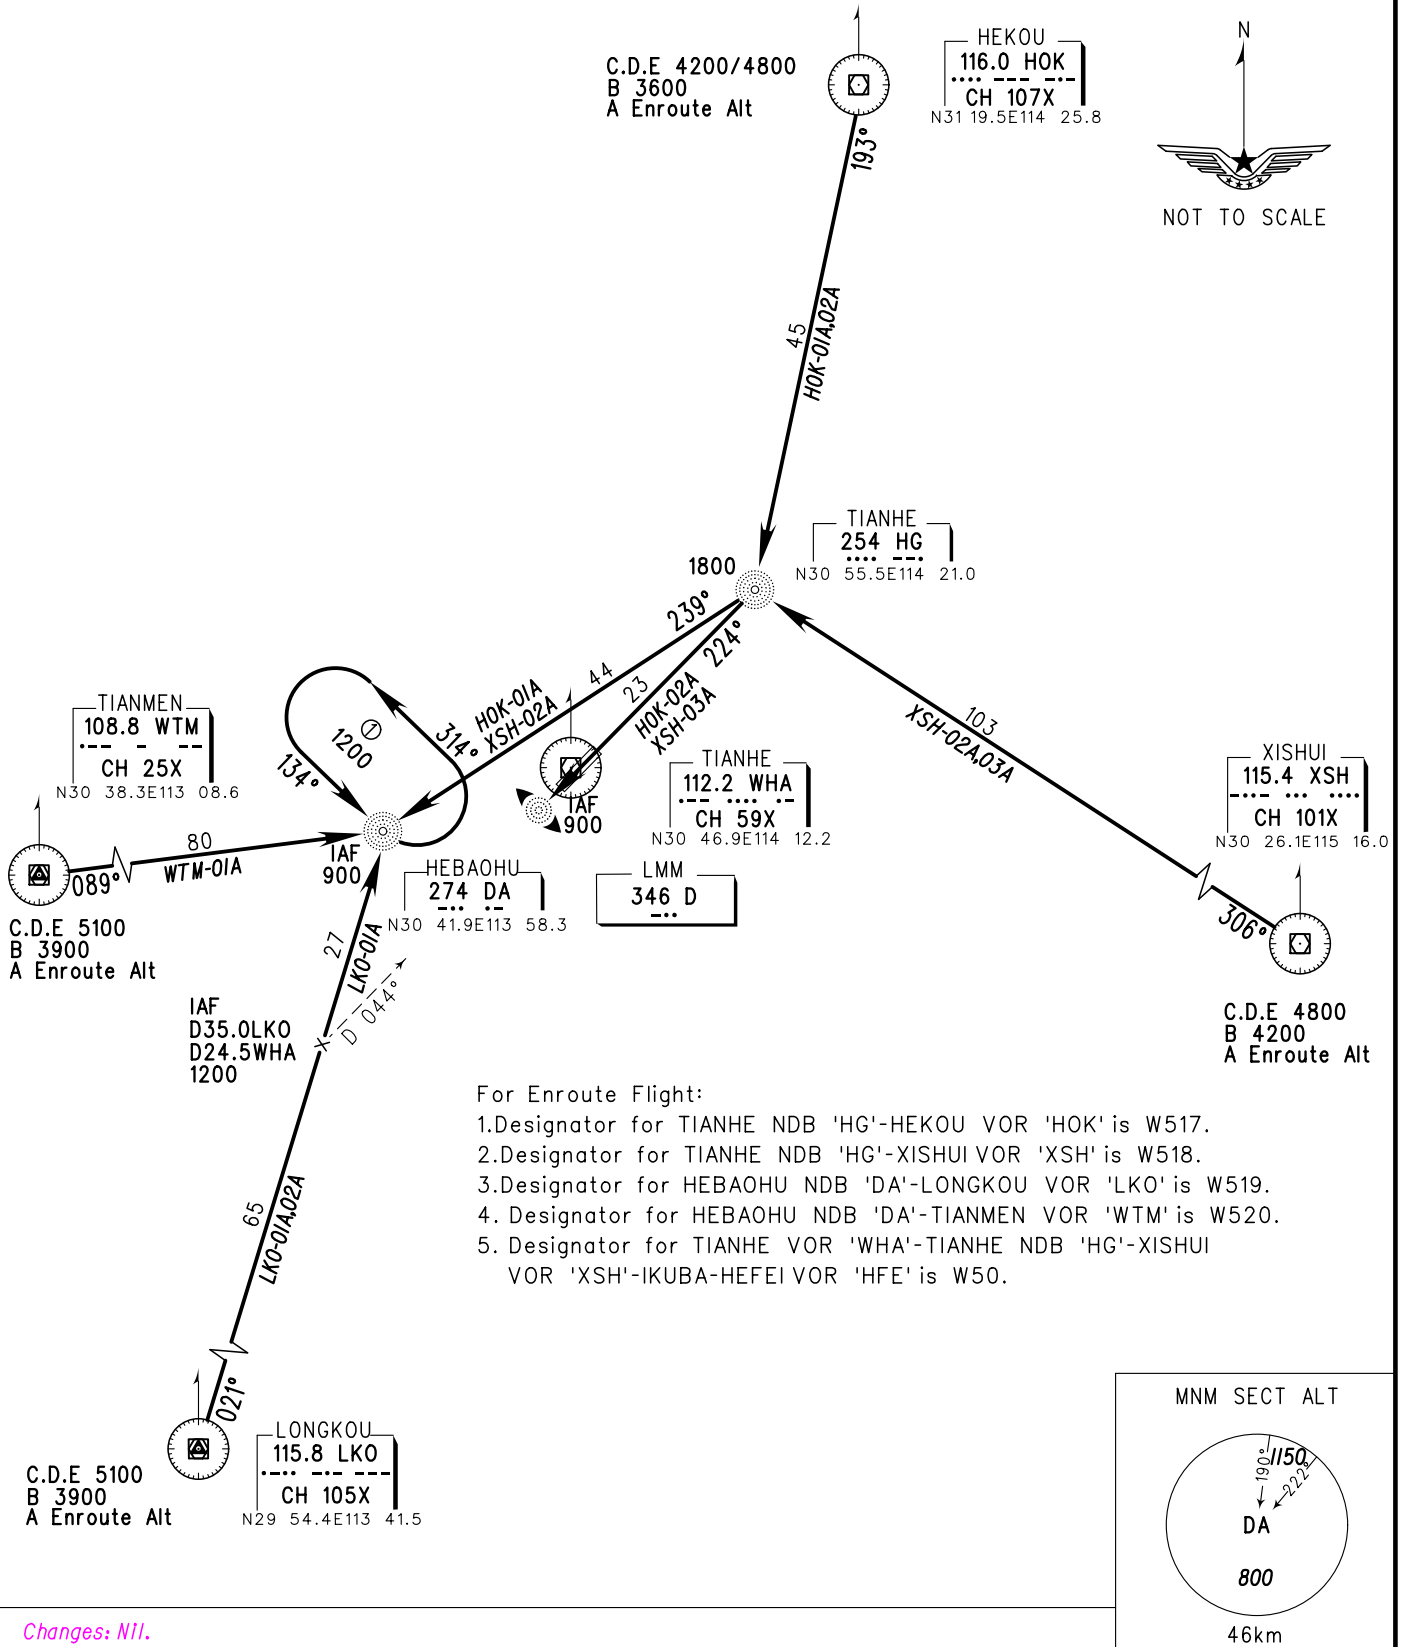 N
NOT TO SCALE
HEKOU
116.0 HOK
CH 107X
N31 19.5E114 25.8
C.D.E 4200/4800
B 3600
A Enroute Alt
193°
45
HOK-01A,02A
TIANHE
254 HG
N30 55.5E114 21.0
1800
239°
224°
44
HOK-01A
XSH-02A
23
HOK-02A
XSH-03A
103
XSH-02A,03A
306°
XISHUI
115.4 XSH
CH 101X
N30 26.1E115 16.0
C.D.E 4800
B 4200
A Enroute Alt
TIANMEN
108.8 WTM
CH 25X
N30 38.3E113 08.6
1
1200
134°
314°
TIANHE
112.2 WHA
CH 59X
N30 46.9E114 12.2
IAF
900
LMM
346 D
80
WTM-01A
089°
C.D.E 5100
B 3900
A Enroute Alt
IAF
900
HEBAOHU
274 DA
N30 41.9E113 58.3
27
LKO-01A
D 044°
IAF
D35.0LKO
D24.5WHA
1200
65
LKO-01A,02A
021°
LONGKOU
115.8 LKO
CH 105X
N29 54.4E113 41.5
C.D.E 5100
B 3900
A Enroute Alt
For Enroute Flight:
1.Designator for TIANHE NDB 'HG'-HEKOU VOR 'HOK' is W517.
2.Designator for TIANHE NDB 'HG'-XISHUI VOR 'XSH' is W518.
3.Designator for HEBAOHU NDB 'DA'-LONGKOU VOR 'LKO' is W519.
4. Designator for HEBAOHU NDB 'DA'-TIANMEN VOR 'WTM' is W520.
5. Designator for TIANHE VOR 'WHA'-TIANHE NDB 'HG'-XISHUI
VOR 'XSH'-IKUBA-HEFEI VOR 'HFE' is W50.
MNM SECT ALT
1150
190°
222°
DA
800
46km
Changes: Nil.